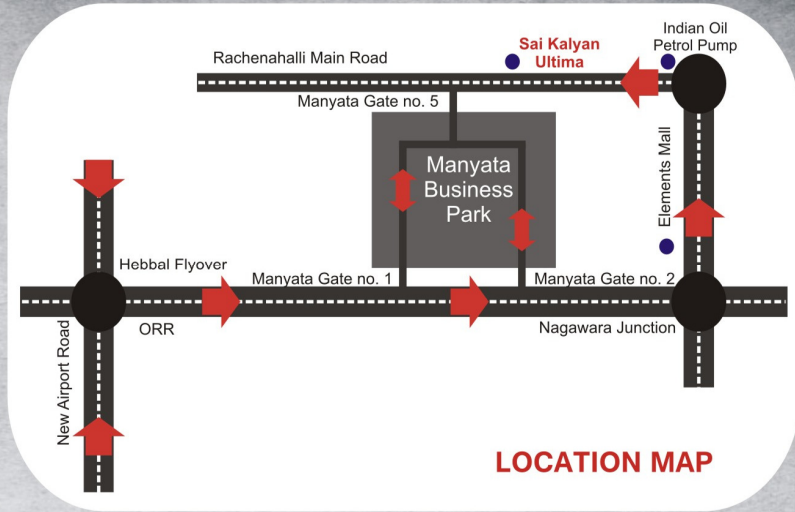 Indian Oil
Petrol Pump
Sai Kalyan
Ultima
Rachenahalli Main Road
Manyata Gate no. 5
Elements Mall
Manyata
Business
Park
Hebbal Flyover
Manyata Gate no. 1
Manyata Gate no. 2
ORR
Nagawara Junction
New Airport Road
LOCATION MAP